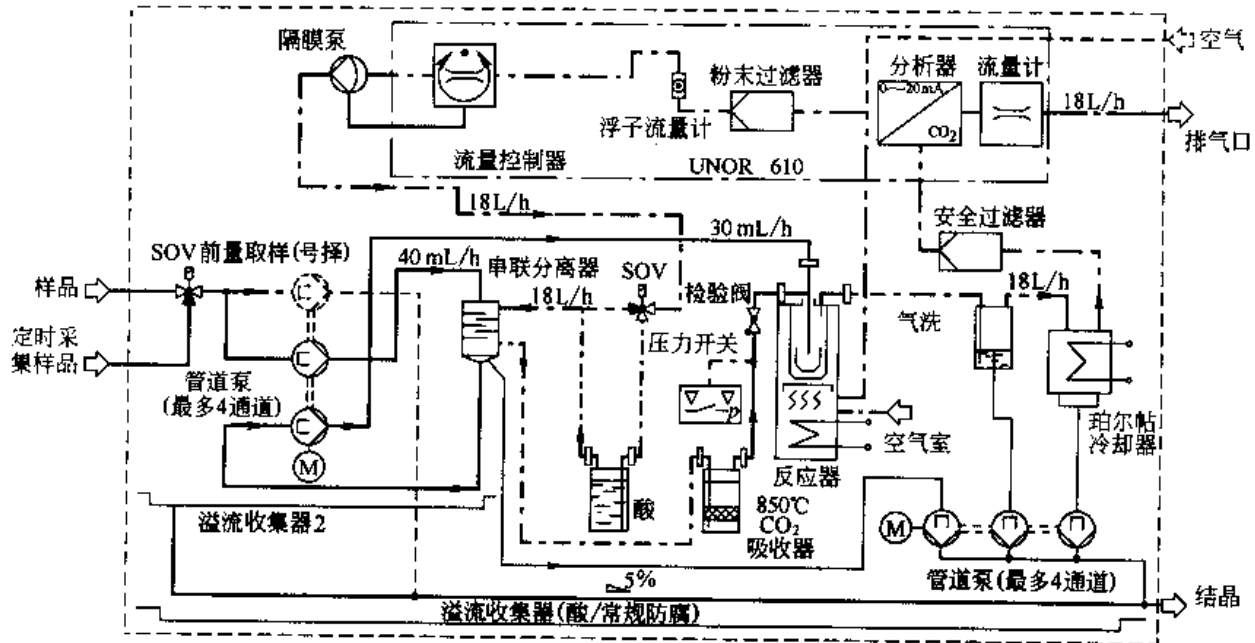 隔膜泵
空气
分析器
流量计
粉末过滤器
0~20mA
CO₂
18L/h
排气口
浮子流量计
流量控制器
UNOR 610
18L/h
30mL/h
安全过滤器
SOV前量取样(号择)
40mL/h
串联分离器
SOV
样品
18L/h
检验阀
气洗
18L/h
定时采
集样品
压力开关
管道泵
(最多4通道)
p
空气室
珀尔帖
冷却器
M
反应器
酸
850℃
CO₂
吸收器
溢流收集器2
M
5%
管道泵(最多4通道)
结晶
溢流收集器(酸/常规防腐)